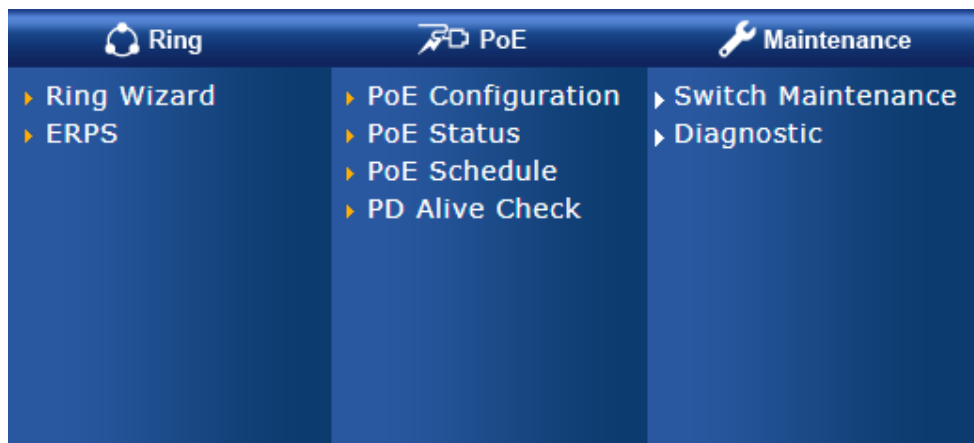 Ring
Ring Wizard
ERPS
PoE
PoE Configuration
PoE Status
PoE Schedule
PD Alive Check
Maintenance
Switch Maintenance
Diagnostic